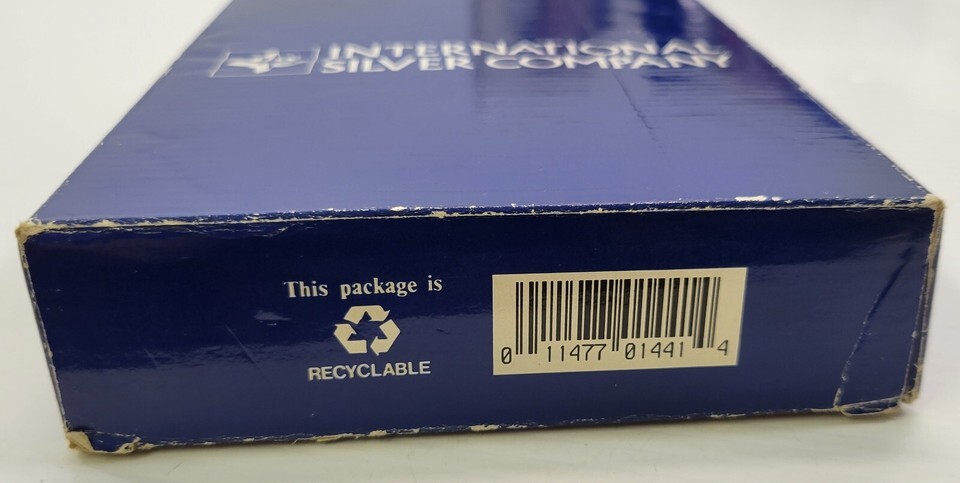 INTERNATIONAL
SILVER COMPANY
This package is
RECYCLABLE
0 11477 01441 4